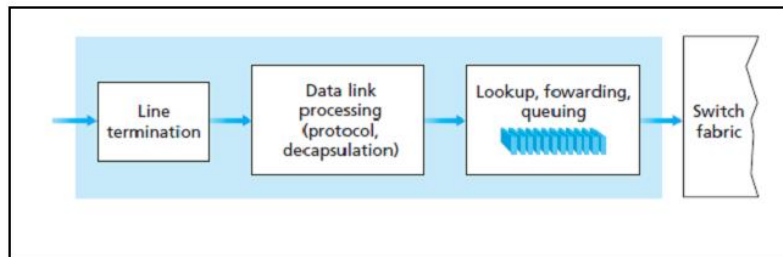 Line
termination
Data link
processing
(protocol,
decapsulation)
Lookup, fowarding,
queuing
Switch
fabric